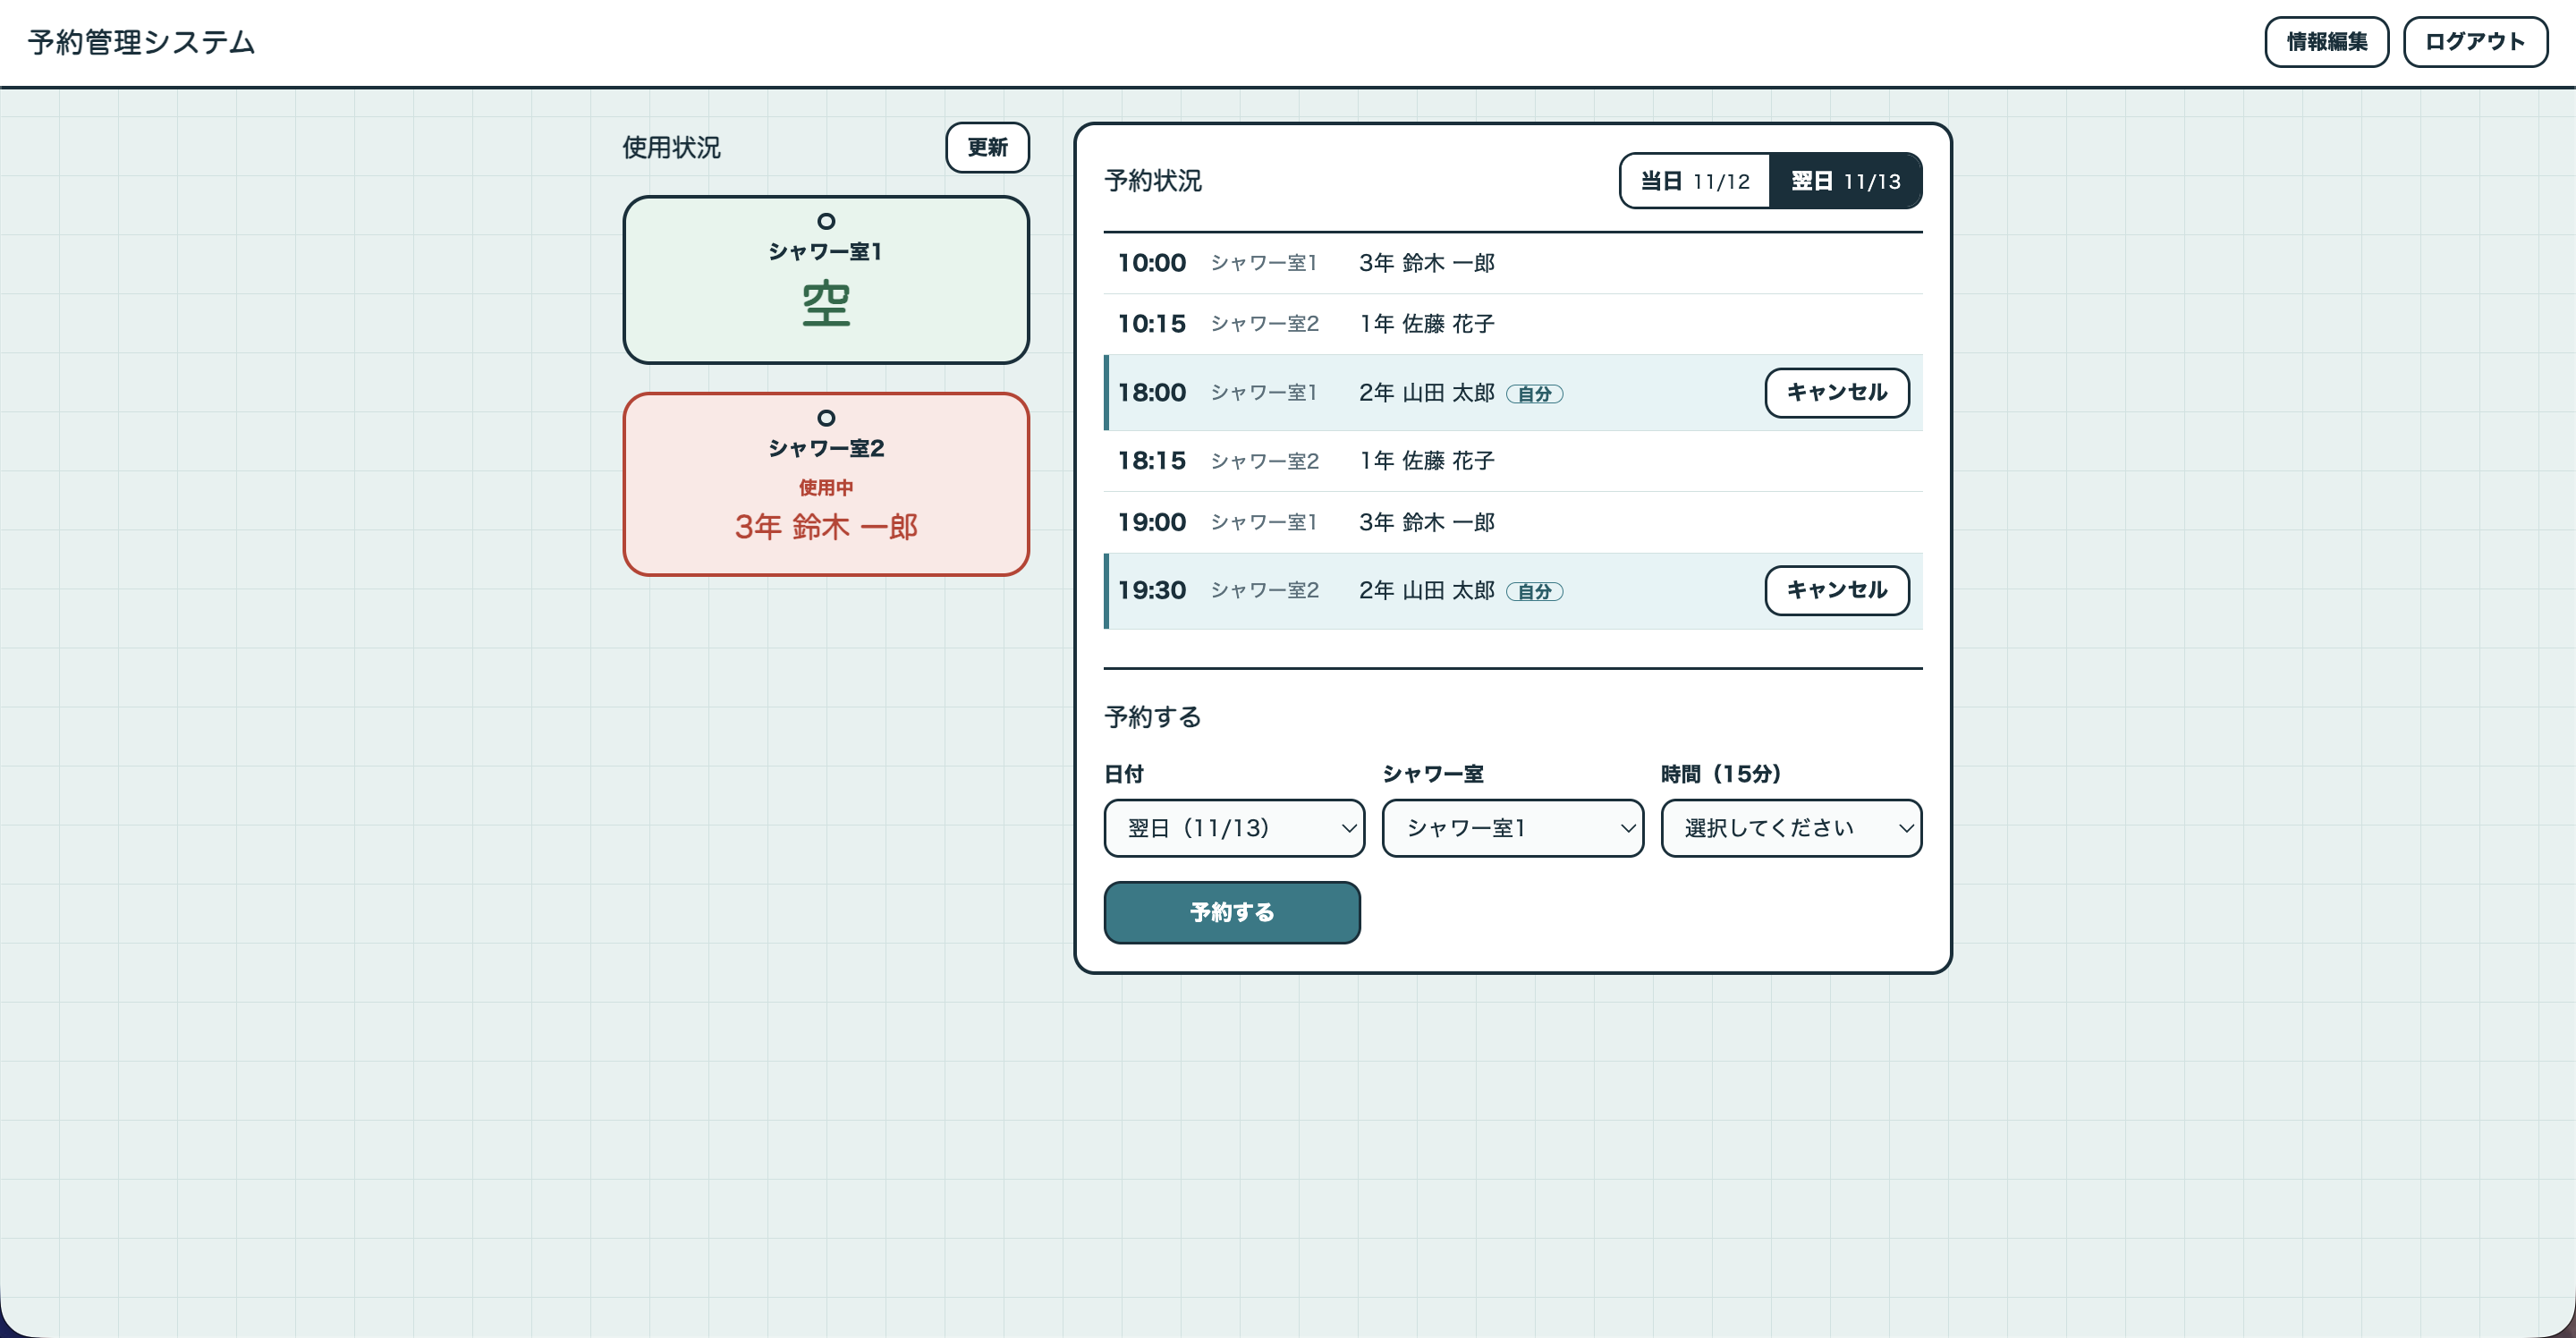 予約管理システム
情報編集
ログアウト
使用状況
更新
シャワー室1
空
シャワー室2
使用中
3年 鈴木 一郎
予約状況
当日 11/12
翌日 11/13
10:00 シャワー室1 3年 鈴木 一郎
10:15 シャワー室2 1年 佐藤 花子
18:00 シャワー室1 2年 山田 太郎 自分 キャンセル
18:15 シャワー室2 1年 佐藤 花子
19:00 シャワー室1 3年 鈴木 一郎
19:30 シャワー室2 2年 山田 太郎 自分 キャンセル
予約する
日付 シャワー室 時間（15分）
翌日（11/13） シャワー室1 選択してください
予約する